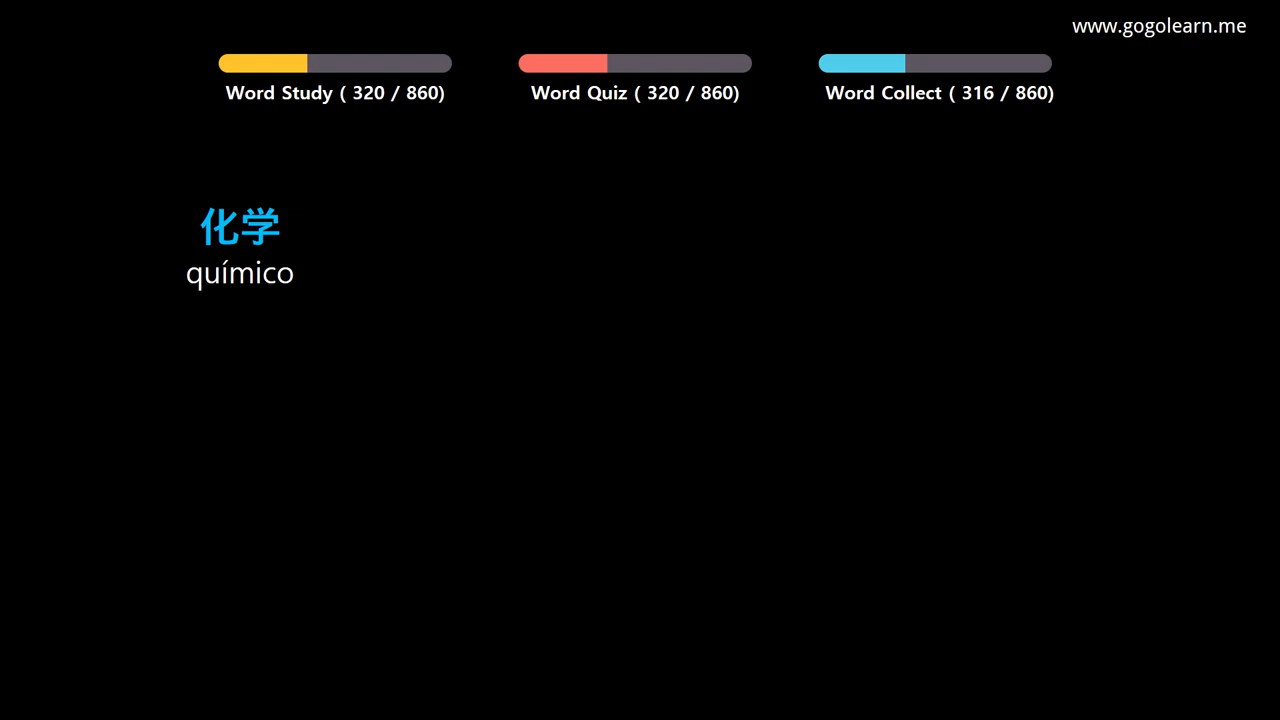 www.gogolearn.me
Word Study ( 320 / 860)
Word Quiz ( 320 / 860)
Word Collect ( 316 / 860)
化学
químico